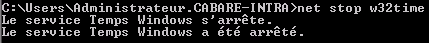 C:\Users\Administrateur.CABARE-INTRA>net stop w32time
Le service Temps Windows s'arrête.
Le service Temps Windows a été arrêté.